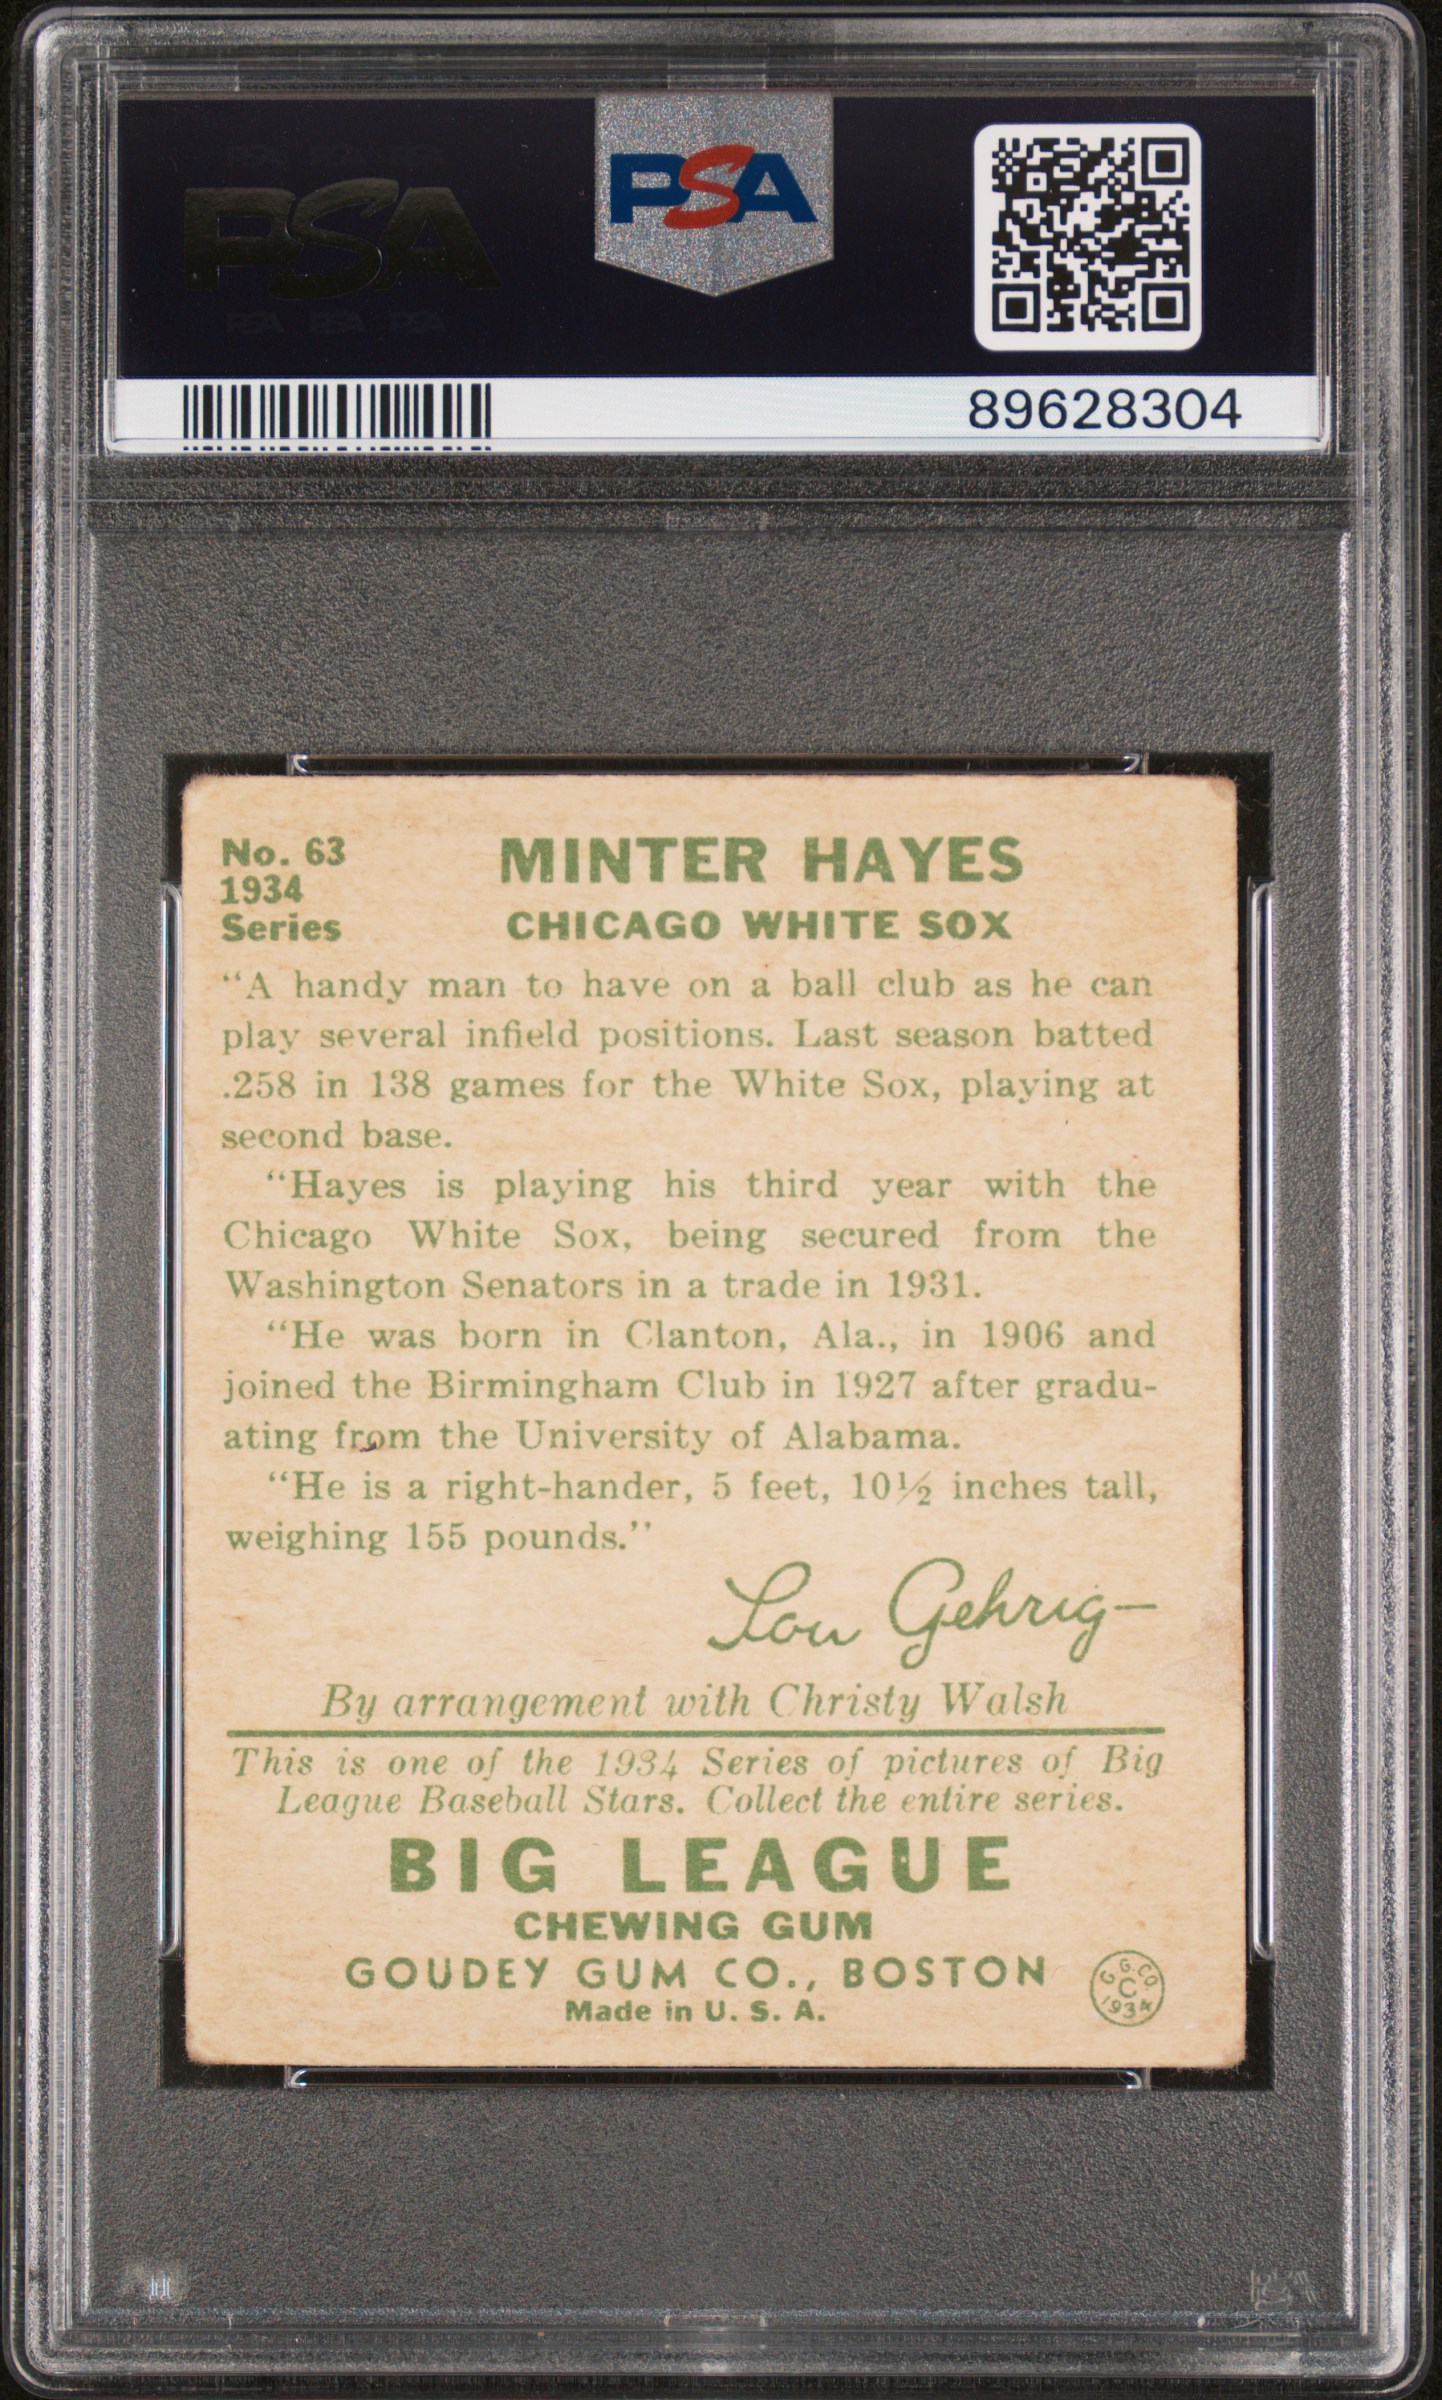 PSA
PSA
89628304
No. 63
1934
Series
MINTER HAYES
CHICAGO WHITE SOX
“A handy man to have on a ball club as he can
play several infield positions. Last season batted
.258 in 138 games for the White Sox, playing at
second base.
“Hayes is playing his third year with the
Chicago White Sox, being secured from the
Washington Senators in a trade in 1931.
“He was born in Clanton, Ala., in 1906 and
joined the Birmingham Club in 1927 after gradu-
ating from the University of Alabama.
“He is a right-hander, 5 feet, 10½ inches tall,
weighing 155 pounds.”
Lou Gehrig
By arrangement with Christy Walsh
This is one of the 1934 Series of pictures of Big
League Baseball Stars. Collect the entire series.
BIG LEAGUE
CHEWING GUM
GOUDEY GUM CO., BOSTON
Made in U. S. A.
G. G. CO.
C
1934